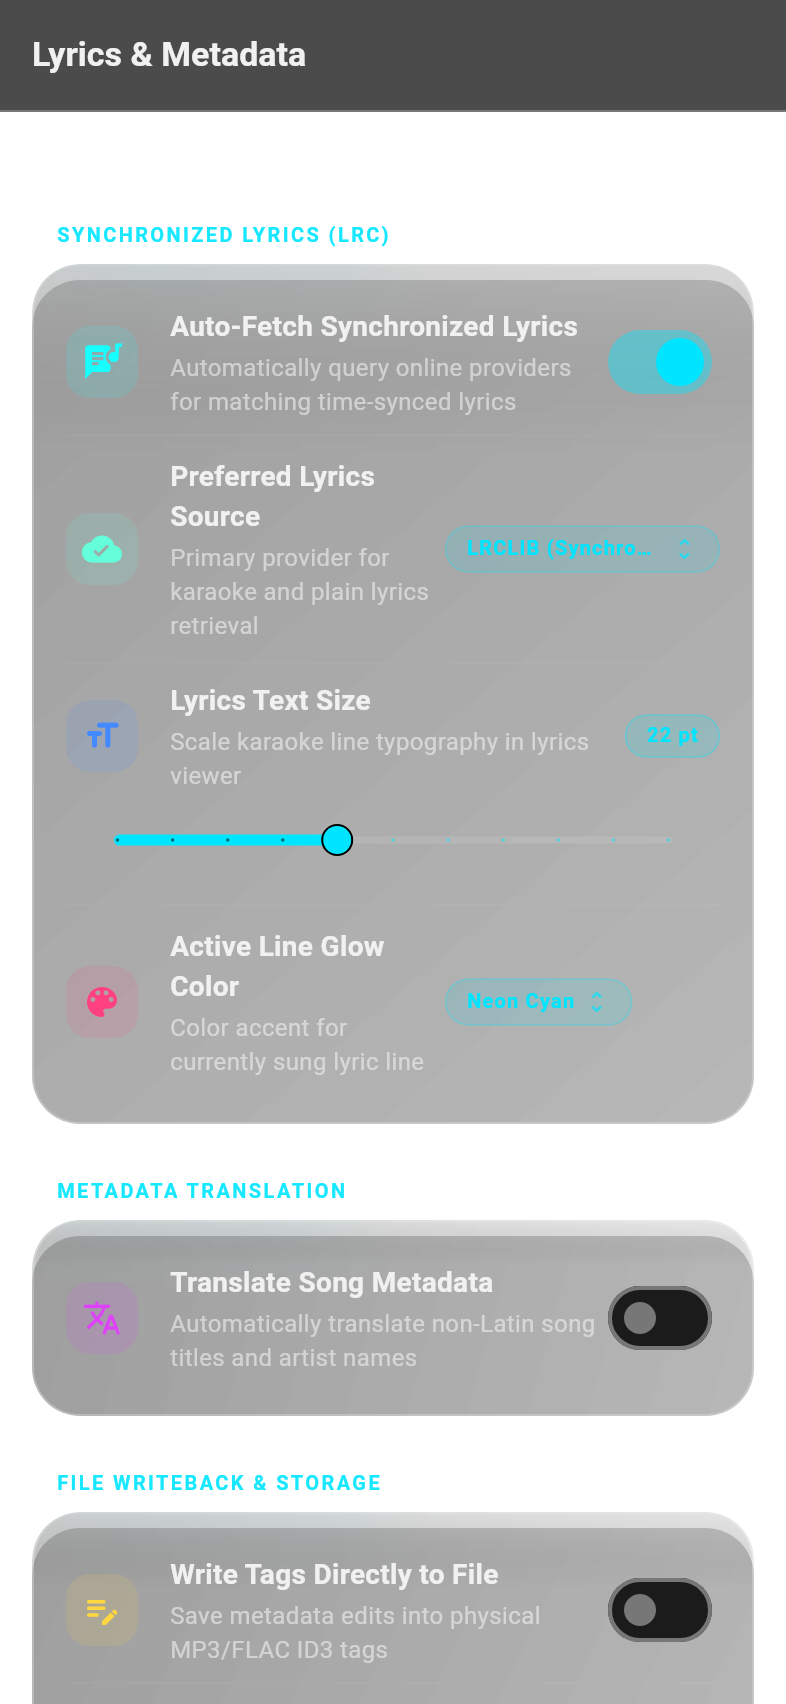 Lyrics & Metadata
SYNCHRONIZED LYRICS (LRC)
Auto-Fetch Synchronized Lyrics
Automatically query online providers
for matching time-synced lyrics
Preferred Lyrics
Source
Primary provider for
karaoke and plain lyrics
retrieval
LRCLIB (Synchro...
Lyrics Text Size
Scale karaoke line typography in lyrics
viewer
22 pt
Active Line Glow
Color
Color accent for
currently sung lyric line
Neon Cyan
METADATA TRANSLATION
Translate Song Metadata
Automatically translate non-Latin song
titles and artist names
FILE WRITEBACK & STORAGE
Write Tags Directly to File
Save metadata edits into physical
MP3/FLAC ID3 tags